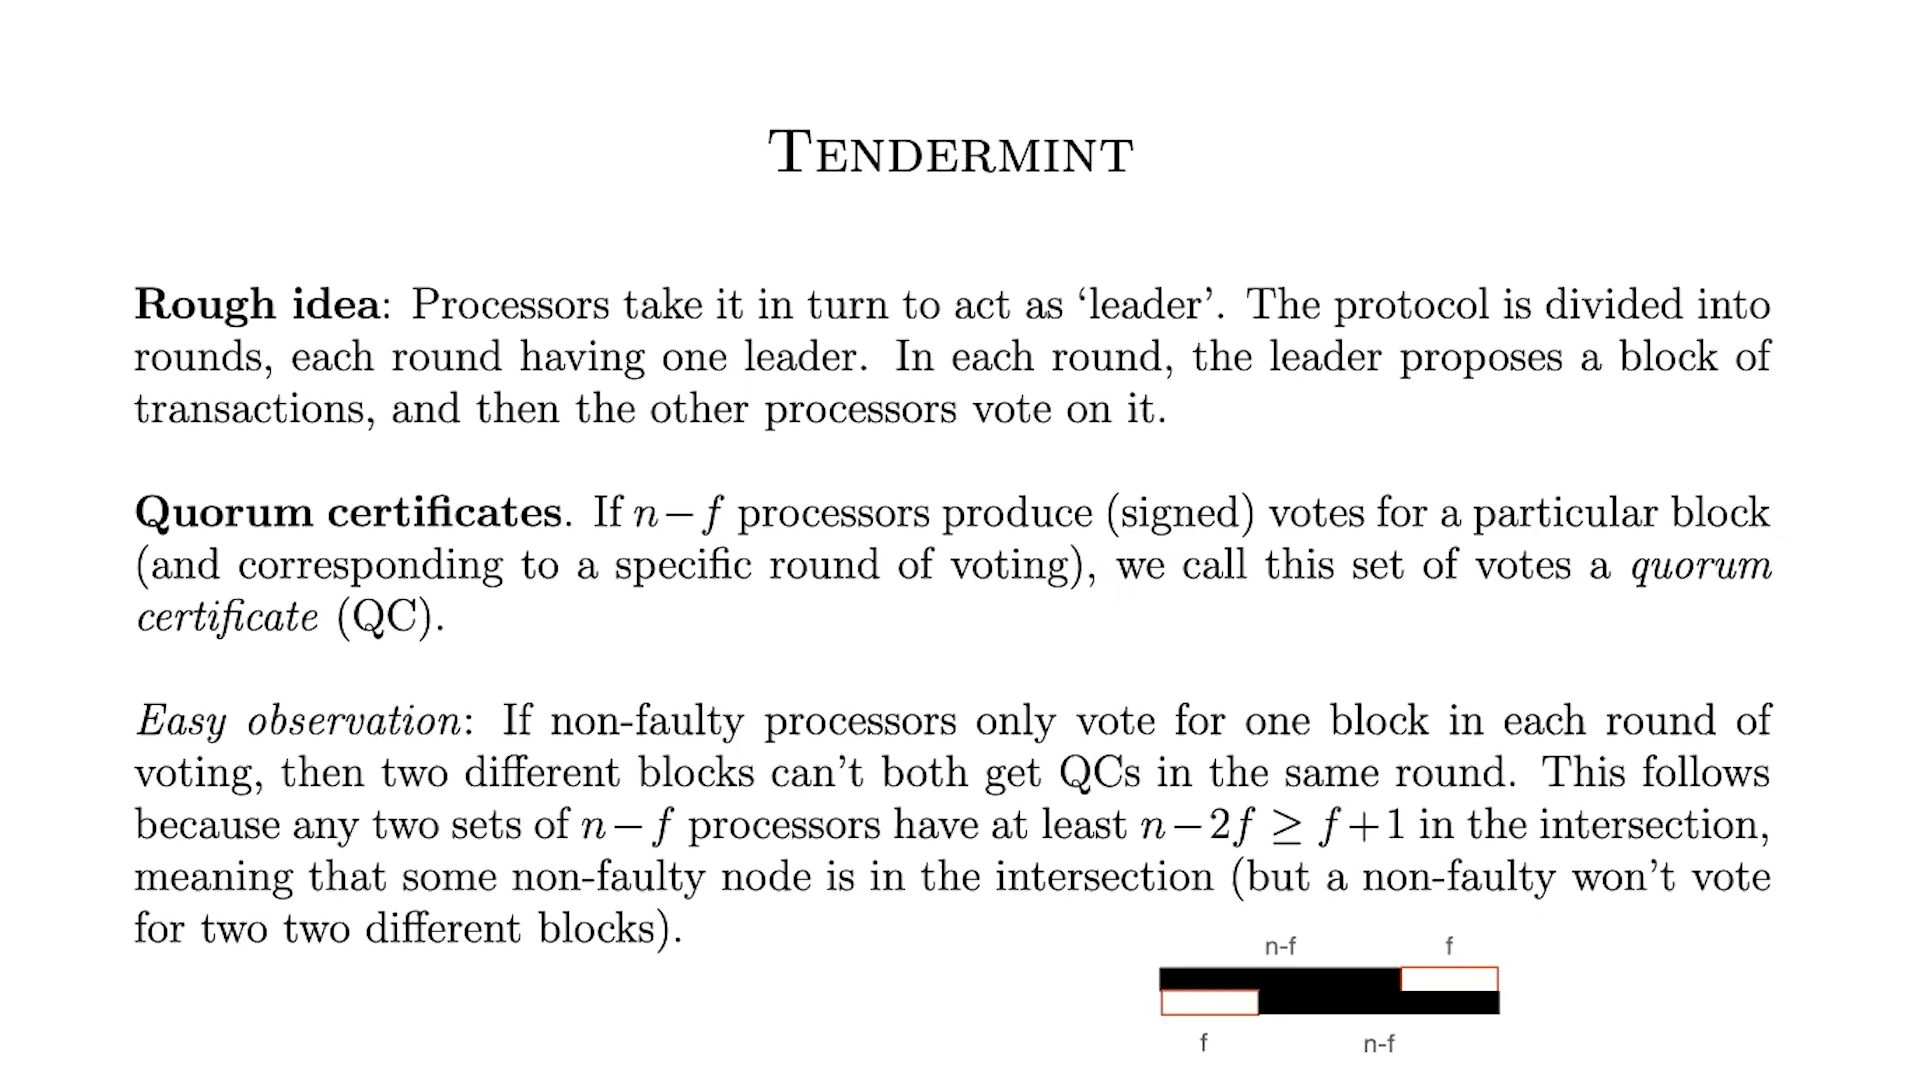 TENDERMINT
Rough idea: Processors take it in turn to act as ‘leader’. The protocol is divided into
rounds, each round having one leader. In each round, the leader proposes a block of
transactions, and then the other processors vote on it.
Quorum certificates. If n − f processors produce (signed) votes for a particular block
(and corresponding to a specific round of voting), we call this set of votes a quorum
certificate (QC).
Easy observation: If non-faulty processors only vote for one block in each round of
voting, then two different blocks can’t both get QCs in the same round. This follows
because any two sets of n − f processors have at least n − 2f ≥ f + 1 in the intersection,
meaning that some non-faulty node is in the intersection (but a non-faulty won’t vote
for two two different blocks).
n-f f
f n-f